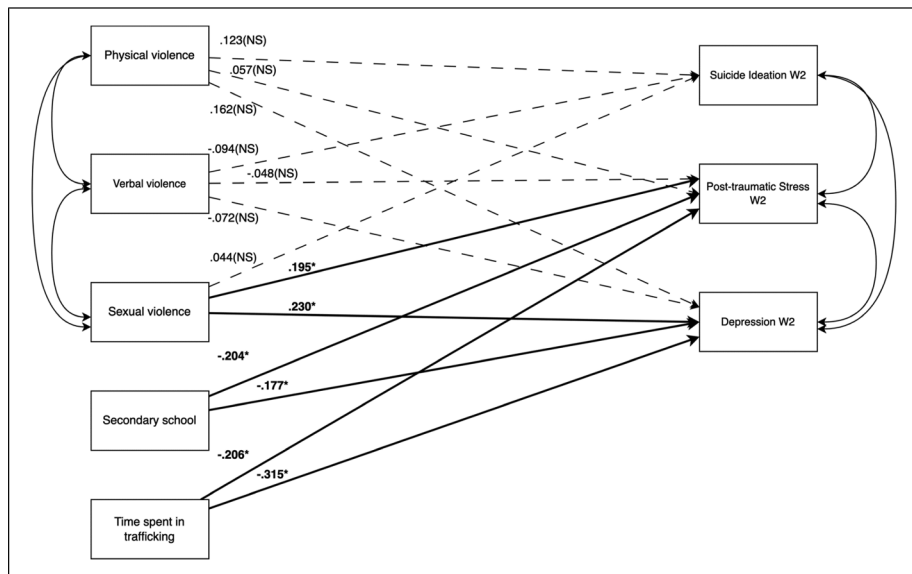 Physical violence
.123(NS)
.057(NS)
.162(NS)
Suicide Ideation W2
Verbal violence
-.094(NS)
-.048(NS)
-.072(NS)
Post-traumatic Stress
W2
Sexual violence
.044(NS)
.195*
.230*
Depression W2
Secondary school
-.204*
-.177*
Time spent in
trafficking
-.206*
-.315*